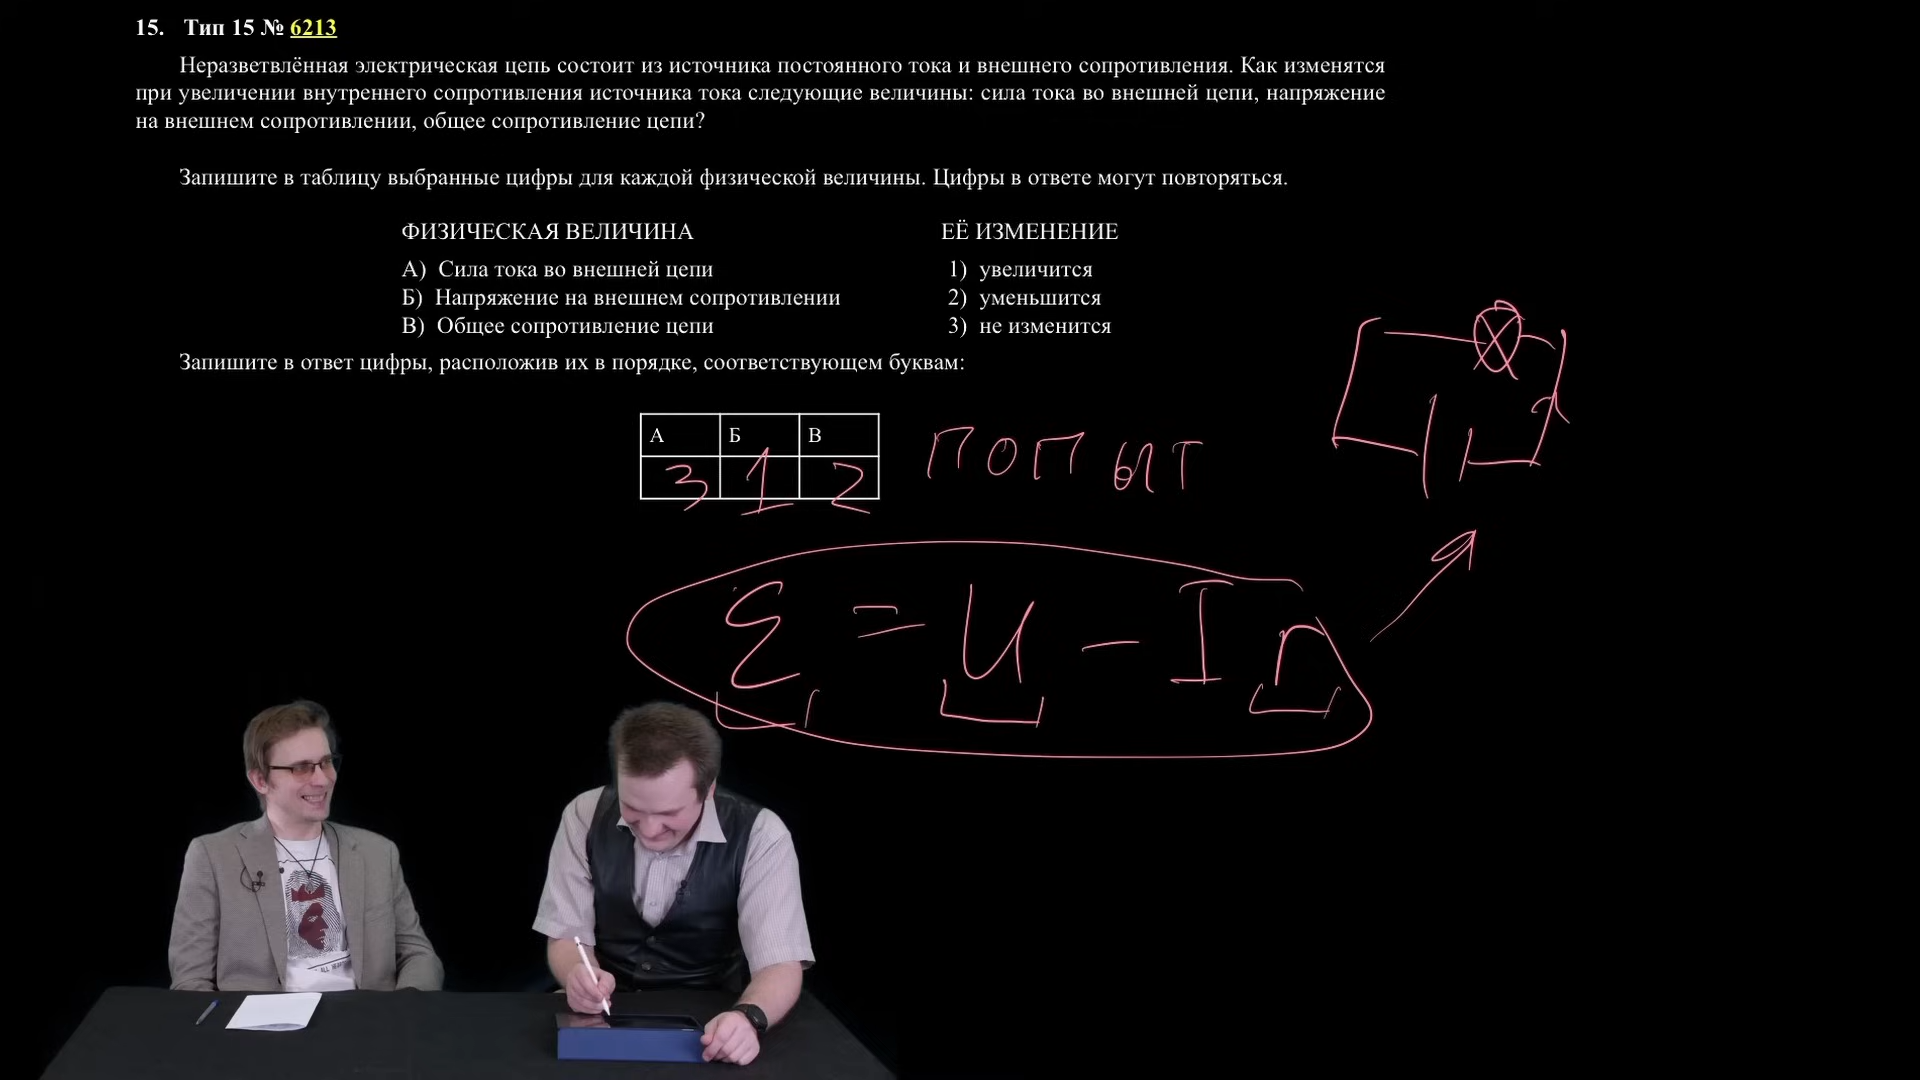 15. Тип 15 № 6213
Неразветвлённая электрическая цепь состоит из источника постоянного тока и внешнего сопротивления. Как изменятся
при увеличении внутреннего сопротивления источника тока следующие величины: сила тока во внешней цепи, напряжение
на внешнем сопротивлении, общее сопротивление цепи?
Запишите в таблицу выбранные цифры для каждой физической величины. Цифры в ответе могут повторяться.
ФИЗИЧЕСКАЯ ВЕЛИЧИНА ЕЁ ИЗМЕНЕНИЕ
А) Сила тока во внешней цепи 1) увеличится
Б) Напряжение на внешнем сопротивлении 2) уменьшится
В) Общее сопротивление цепи 3) не изменится
Запишите в ответ цифры, расположив их в порядке, соответствующем буквам:
А Б В
3 1 2 ПОПЫТ
Ɛ = U - I r